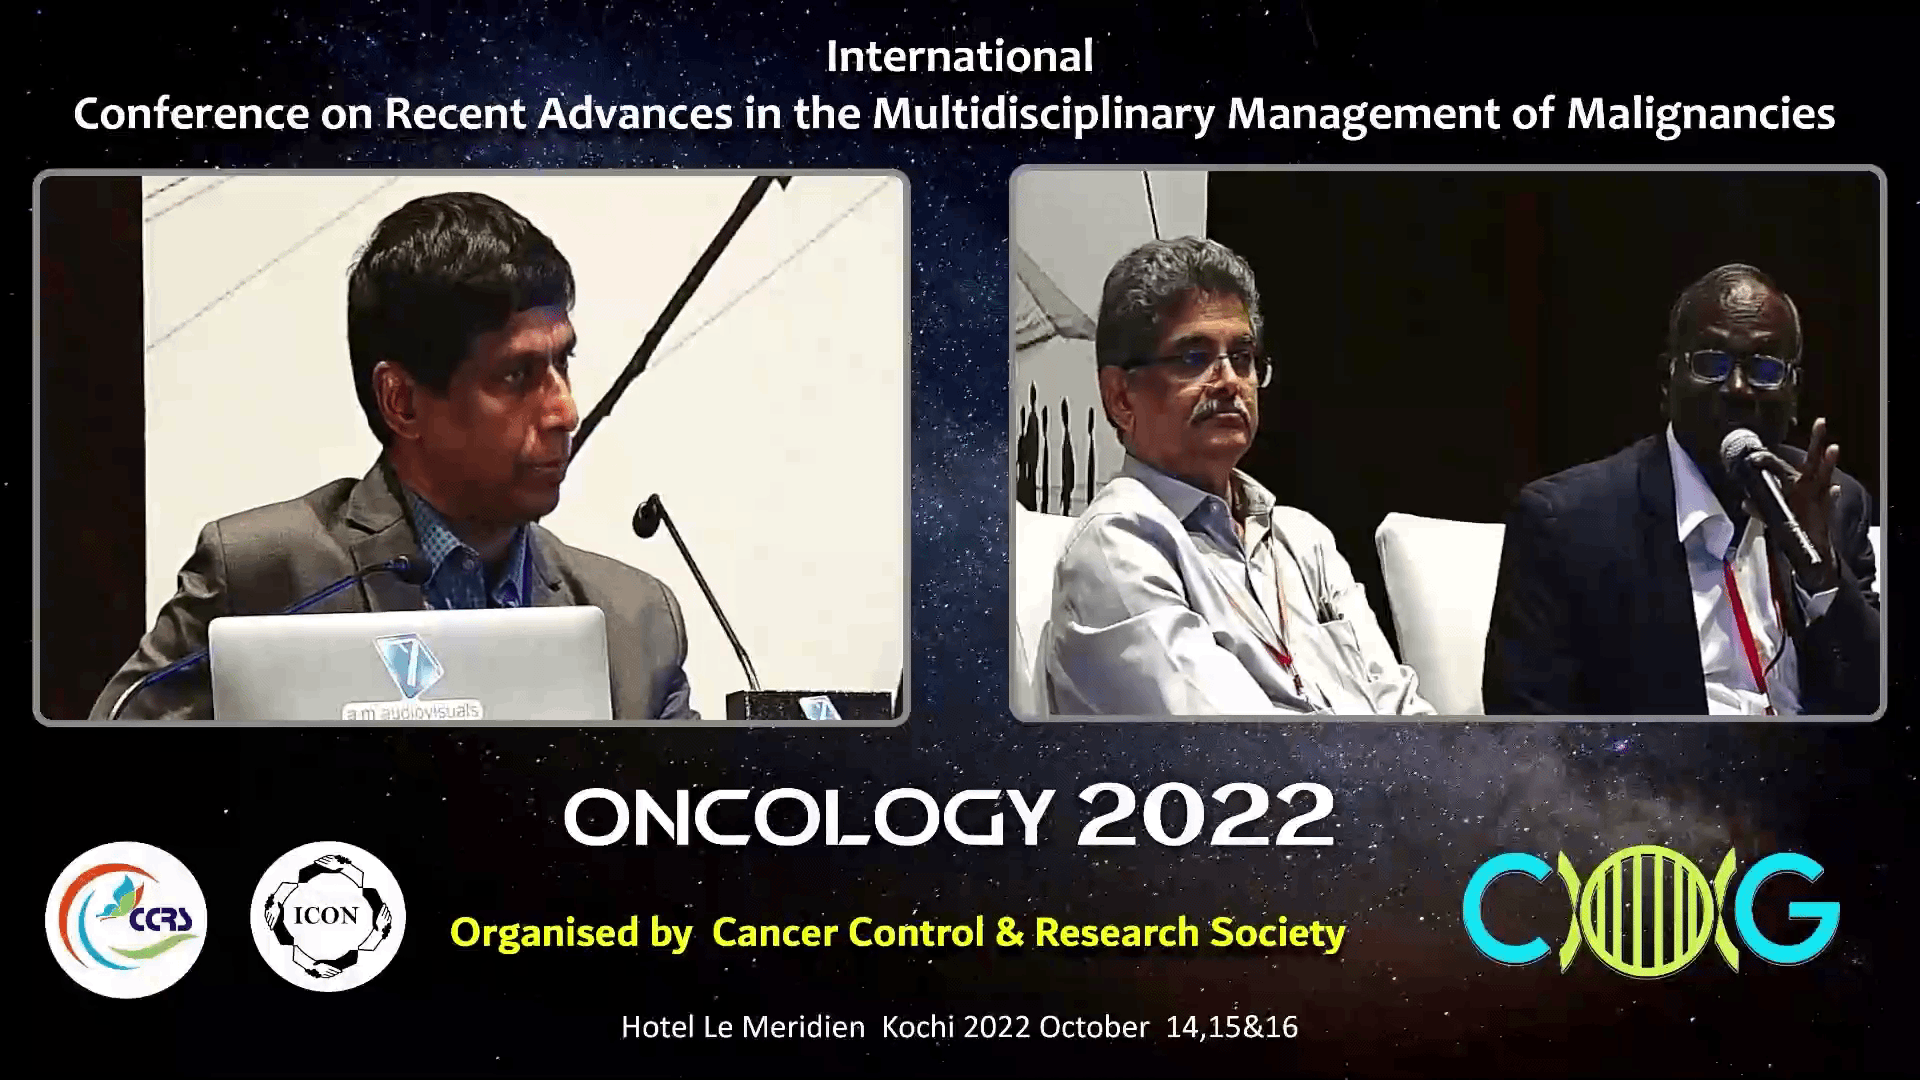 International
Conference on Recent Advances in the Multidisciplinary Management of Malignancies
a m audiovisuals
ONCOLOGY 2022
CCRS
ICON
Organised by Cancer Control & Research Society
C G
Hotel Le Meridien Kochi 2022 October 14,15&16